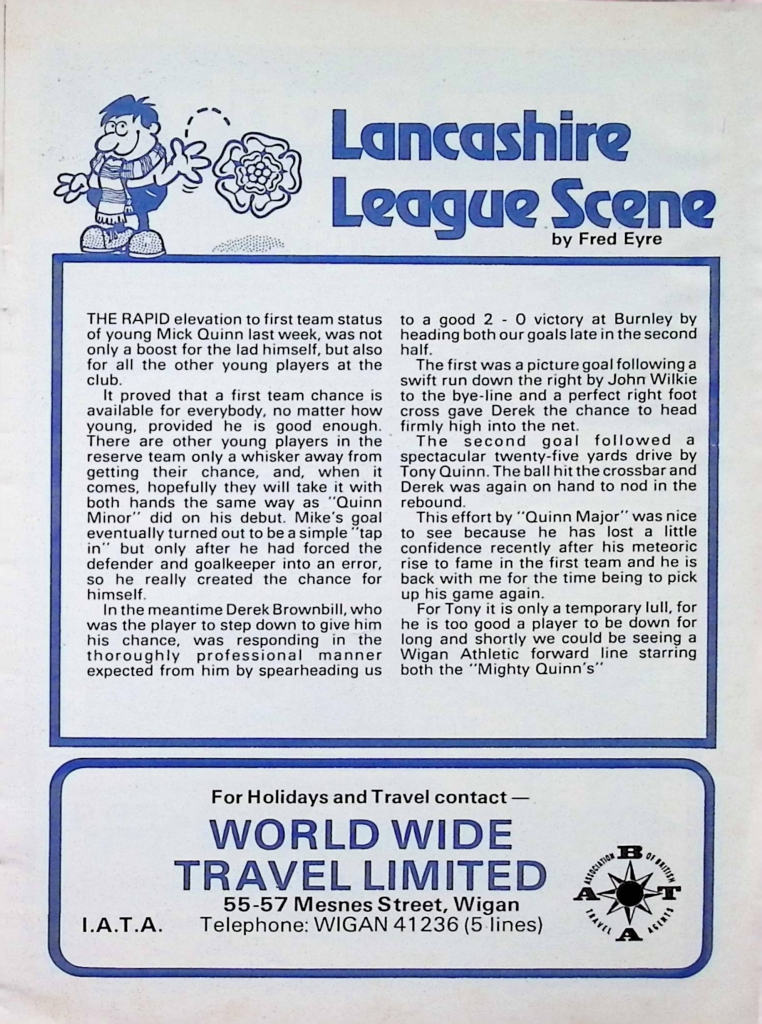 Lancashire
League Scene
by Fred Eyre
THE RAPID elevation to first team status
of young Mick Quinn last week, was not
only a boost for the lad himself, but also
for all the other young players at the
club.
It proved that a first team chance is
available for everybody, no matter how
young, provided he is good enough.
There are other young players in the
reserve team only a whisker away from
getting their chance, and, when it
comes, hopefully they will take it with
both hands the same way as "Quinn
Minor" did on his debut. Mike's goal
eventually turned out to be a simple "tap
in" but only after he had forced the
defender and goalkeeper into an error,
so he really created the chance for
himself.
In the meantime Derek Brownbill, who
was the player to step down to give him
his chance, was responding in the
thoroughly professional manner
expected from him by spearheading us
to a good 2 - 0 victory at Burnley by
heading both our goals late in the second
half.
The first was a picture goal following a
swift run down the right by John Wilkie
to the bye-line and a perfect right foot
cross gave Derek the chance to head
firmly high into the net.
The second goal followed a
spectacular twenty-five yards drive by
Tony Quinn. The ball hit the crossbar and
Derek was again on hand to nod in the
rebound.
This effort by "Quinn Major" was nice
to see because he has lost a little
confidence recently after his meteoric
rise to fame in the first team and he is
back with me for the time being to pick
up his game again.
For Tony it is only a temporary lull, for
he is too good a player to be down for
long and shortly we could be seeing a
Wigan Athletic forward line starring
both the "Mighty Quinn's"
For Holidays and Travel contact —
WORLD WIDE
TRAVEL LIMITED
55-57 Mesnes Street, Wigan
I.A.T.A. Telephone: WIGAN 41236 (5 lines)
ASSOCIATION OF BRITISH
TRAVEL AGENTS
A B T A